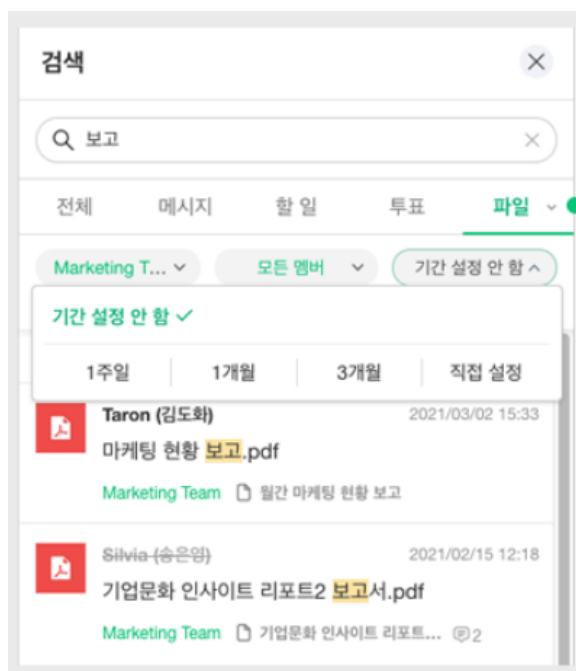 검색
보고
전체 메시지 할 일 투표 파일
Marketing T... 모든 멤버 기간 설정 안 함
기간 설정 안 함
1주일 1개월 3개월 직접 설정
Taron (김도화) 2021/03/02 15:33
마케팅 현황 보고.pdf
Marketing Team 월간 마케팅 현황 보고
Silvia (송은영) 2021/02/15 12:18
기업문화 인사이트 리포트2 보고서.pdf
Marketing Team 기업문화 인사이트 리포트... 2